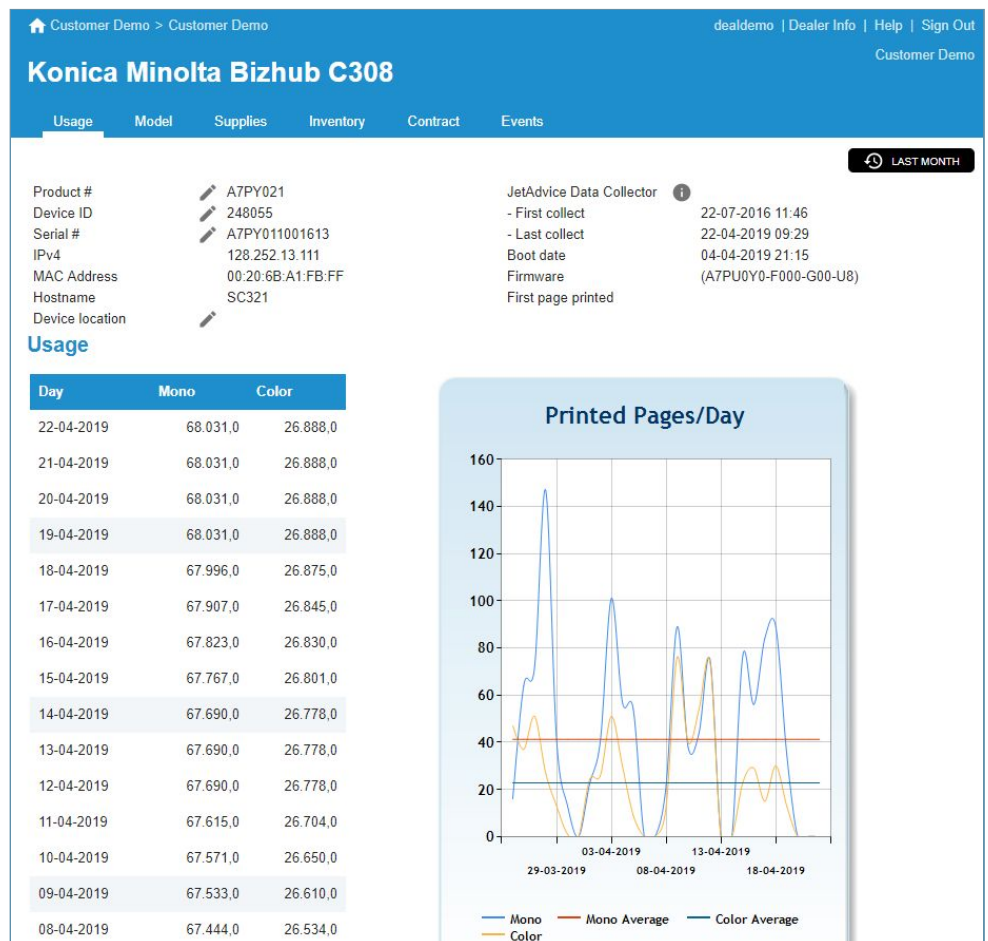 Customer Demo > Customer Demo
dealdemo | Dealer Info | Help | Sign Out
Customer Demo
Konica Minolta Bizhub C308
Usage Model Supplies Inventory Contract Events
LAST MONTH
Product # A7PY021
Device ID 248055
Serial # A7PY011001613
IPv4 128.252.13.111
MAC Address 00:20:6B:A1:FB:FF
Hostname SC321
Device location
JetAdvice Data Collector
- First collect 22-07-2016 11:46
- Last collect 22-04-2019 09:29
Boot date 04-04-2019 21:15
Firmware (A7PU0Y0-F000-G00-U8)
First page printed
Usage
Day Mono Color
22-04-2019 68.031,0 26.888,0
21-04-2019 68.031,0 26.888,0
20-04-2019 68.031,0 26.888,0
19-04-2019 68.031,0 26.888,0
18-04-2019 67.996,0 26.875,0
17-04-2019 67.907,0 26.845,0
16-04-2019 67.823,0 26.830,0
15-04-2019 67.767,0 26.801,0
14-04-2019 67.690,0 26.778,0
13-04-2019 67.690,0 26.778,0
12-04-2019 67.690,0 26.778,0
11-04-2019 67.615,0 26.704,0
10-04-2019 67.571,0 26.650,0
09-04-2019 67.533,0 26.610,0
08-04-2019 67.444,0 26.534,0
Printed Pages/Day
160
140
120
100
80
60
40
20
0
03-04-2019 13-04-2019
29-03-2019 08-04-2019 18-04-2019
Mono Mono Average Color Average
Color